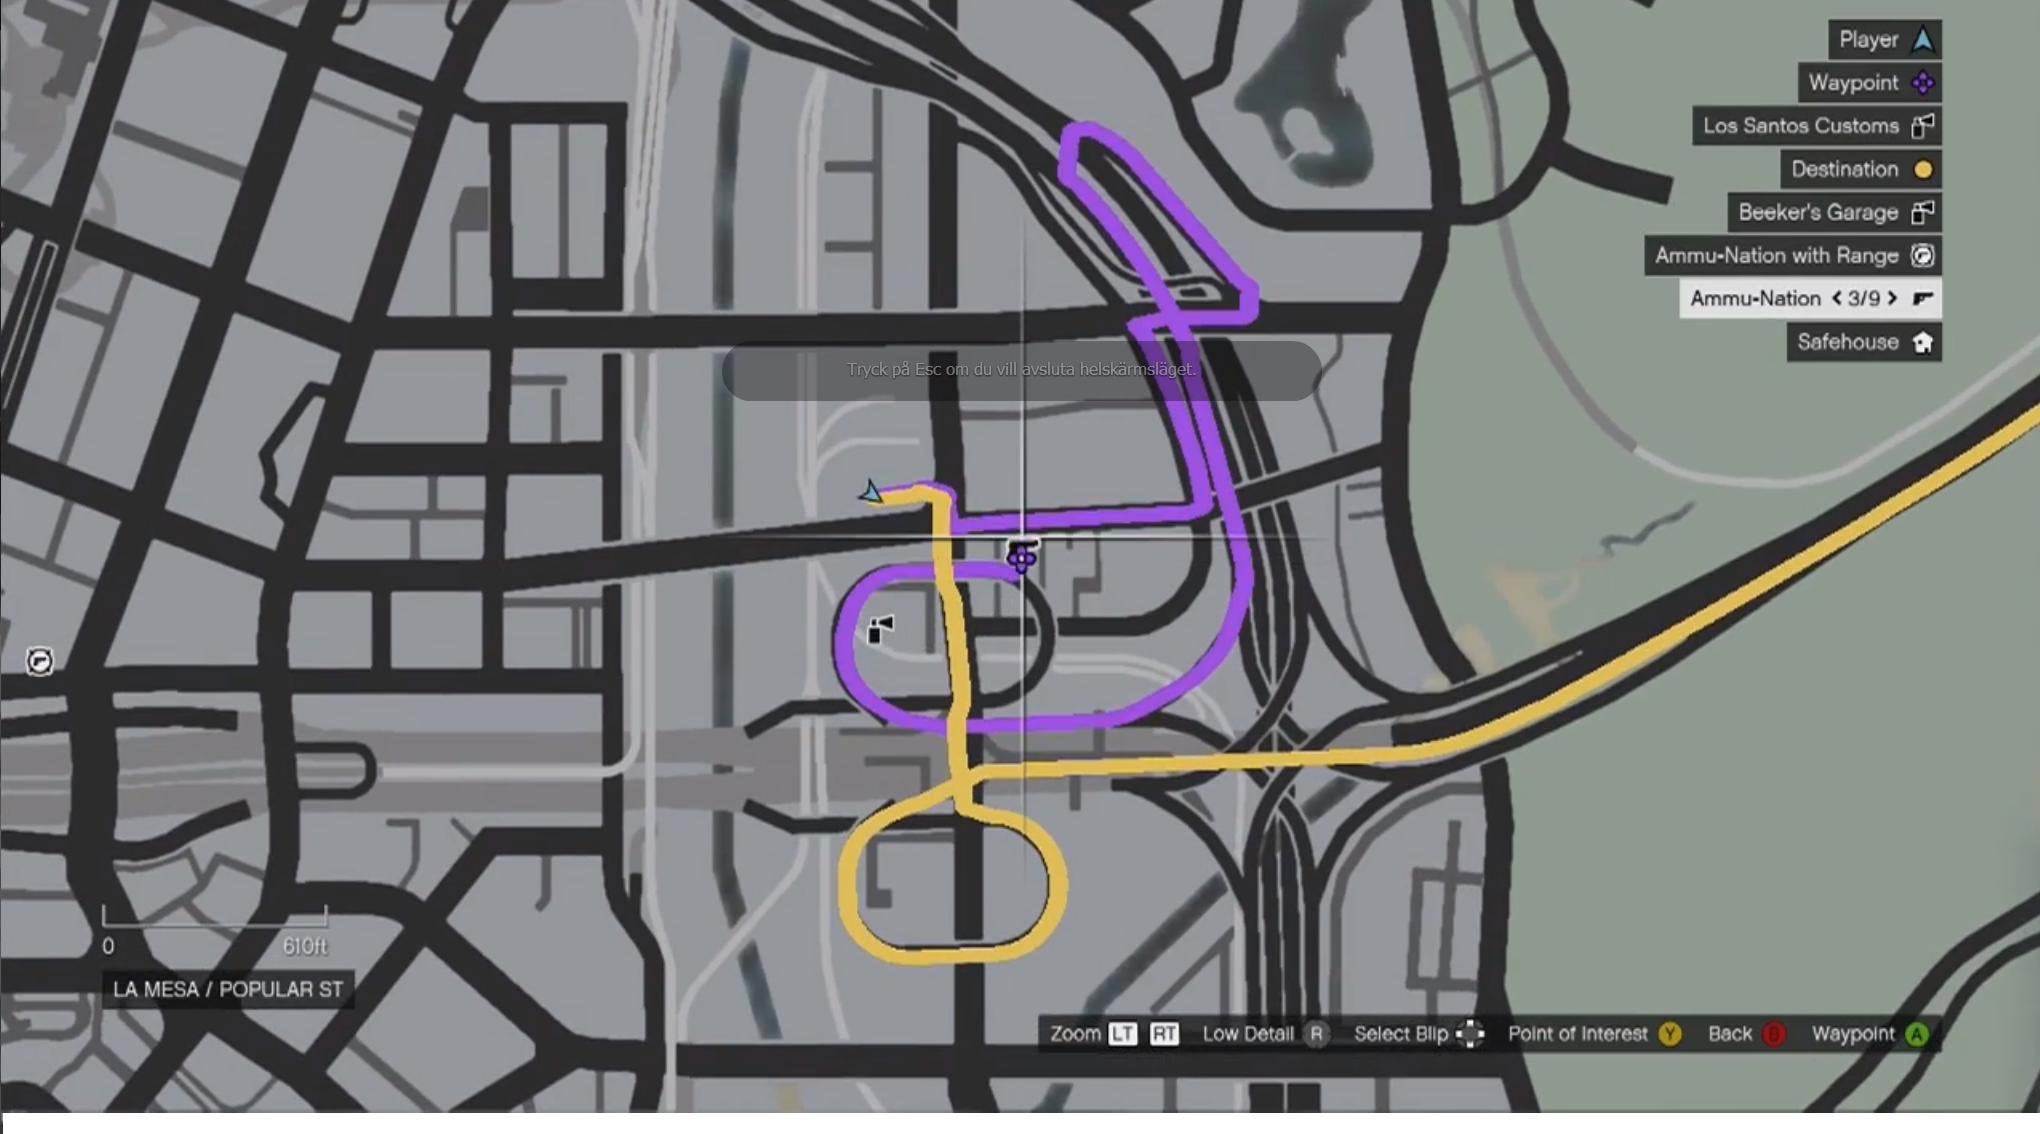 Player
Waypoint
Los Santos Customs
Destination
Beeker's Garage
Ammu-Nation with Range
Ammu-Nation < 3/9 >
Safehouse
Tryck på Esc om du vill avsluta helskärmsläget.
0 610ft
LA MESA / POPULAR ST
Zoom LT RT Low Detail R Select Blip Point of Interest Y Back B Waypoint A